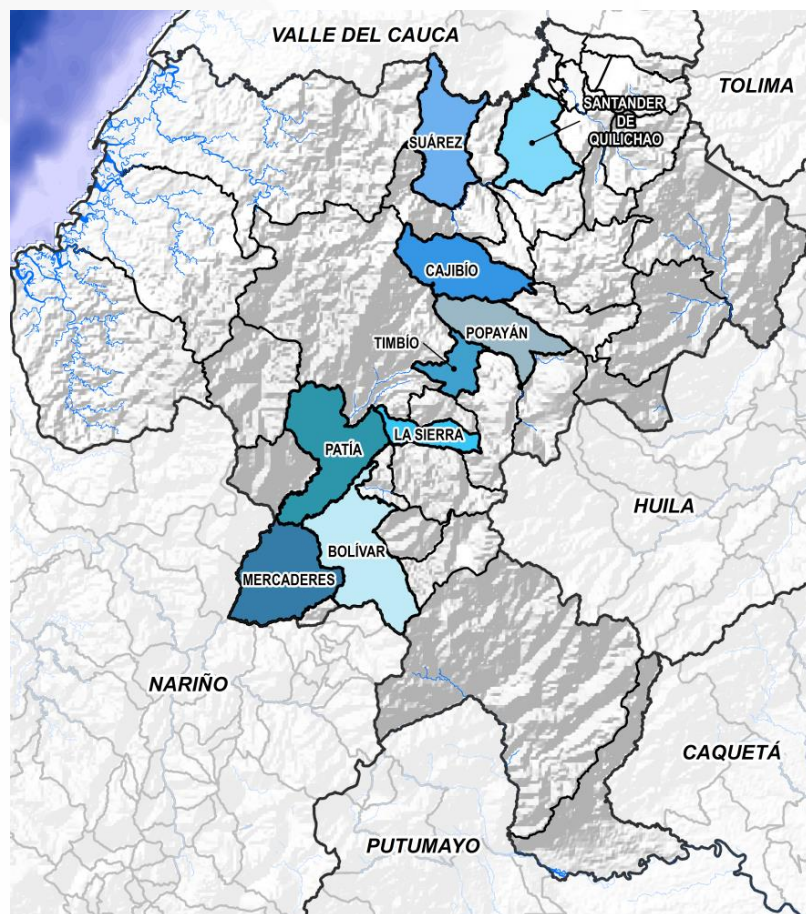 VALLE DEL CAUCA
TOLIMA
SANTANDER
DE
QUILICHAO
SUÁREZ
CAJIBÍO
POPAYÁN
TIMBÍO
LA SIERRA
PATÍA
HUILA
BOLÍVAR
MERCADERES
NARIÑO
CAQUETÁ
PUTUMAYO